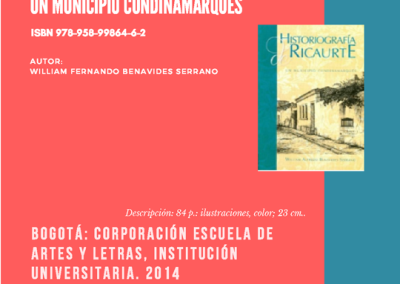 UN MUNICIPIO CUNDINAMARQUÉS
ISBN 978-958-99864-6-2
AUTOR:
WILLIAM FERNANDO BENAVIDES SERRANO
HISTORIOGRAFÍA
RICAURTE
Descripción: 84 p.: ilustraciones, color; 23 cm..
BOGOTÁ: CORPORACIÓN ESCUELA DE
ARTES Y LETRAS, INSTITUCIÓN
UNIVERSITARIA. 2014